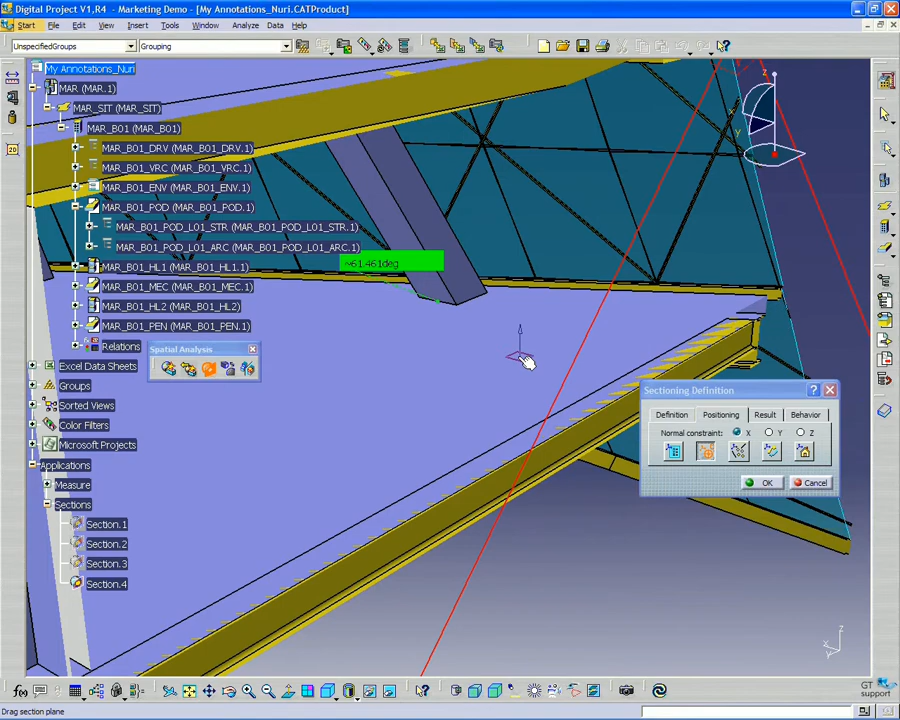 Digital Project V1,R4 - Marketing Demo - [My Annotations_Nuri.CATProduct]
Start File Edit View Insert Tools Window Analyze Data Help
UnspecifiedGroups Grouping
My Annotations_Nuri
MAR (MAR.1)
MAR_SIT (MAR_SIT)
MAR_B01 (MAR_B01)
MAR_B01_DRV (MAR_B01_DRV.1)
MAR_B01_VRC (MAR_B01_VRC.1)
MAR_B01_ENV (MAR_B01_ENV.1)
MAR_B01_POD (MAR_B01_POD.1)
MAR_B01_POD_L01_STR (MAR_B01_POD_L01_STR.1)
MAR_B01_POD_L01_ARC (MAR_B01_POD_L01_ARC.1)
MAR_B01_HL1 (MAR_B01_HL1.1)
MAR_B01_MEC (MAR_B01_MEC.1)
MAR_B01_HL2 (MAR_B01_HL2)
MAR_B01_PEN (MAR_B01_PEN.1)
Relations
Excel Data Sheets
Groups
Sorted Views
Color Filters
Microsoft Projects
Applications
Measure
Sections
Section.1
Section.2
Section.3
Section.4
~61.461deg
Spatial Analysis
z
x
y
Sectioning Definition
Definition Positioning Result Behavior
Normal constraint: X Y Z
OK Cancel
z
x
y
GT
support
f(x)
Drag section plane